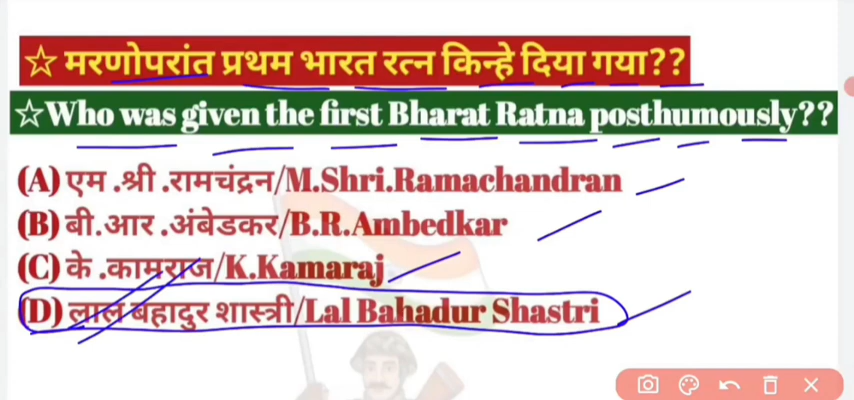 ☆ मरणोपरांत प्रथम भारत रत्न किन्हे दिया गया??
☆Who was given the first Bharat Ratna posthumously??
(A) एम .श्री .रामचंद्रन/M.Shri.Ramachandran
(B) बी.आर .अंबेडकर/B.R.Ambedkar
(C) के .कामराज/K.Kamaraj
(D) लाल बहादुर शास्त्री/Lal Bahadur Shastri